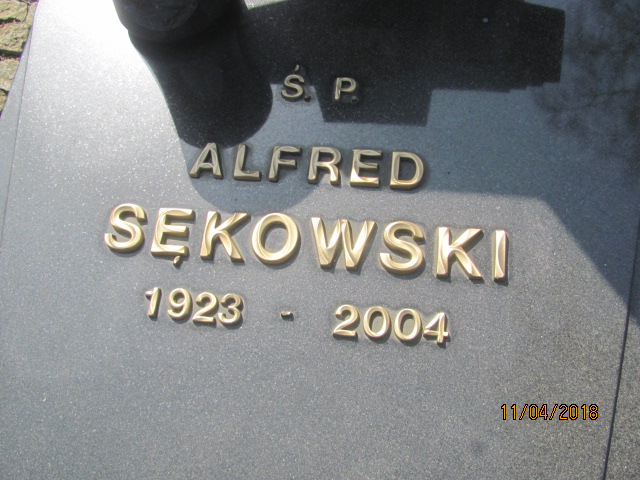 Ś. P.
ALFRED
SĘKOWSKI
1923 - 2004
11/04/2018